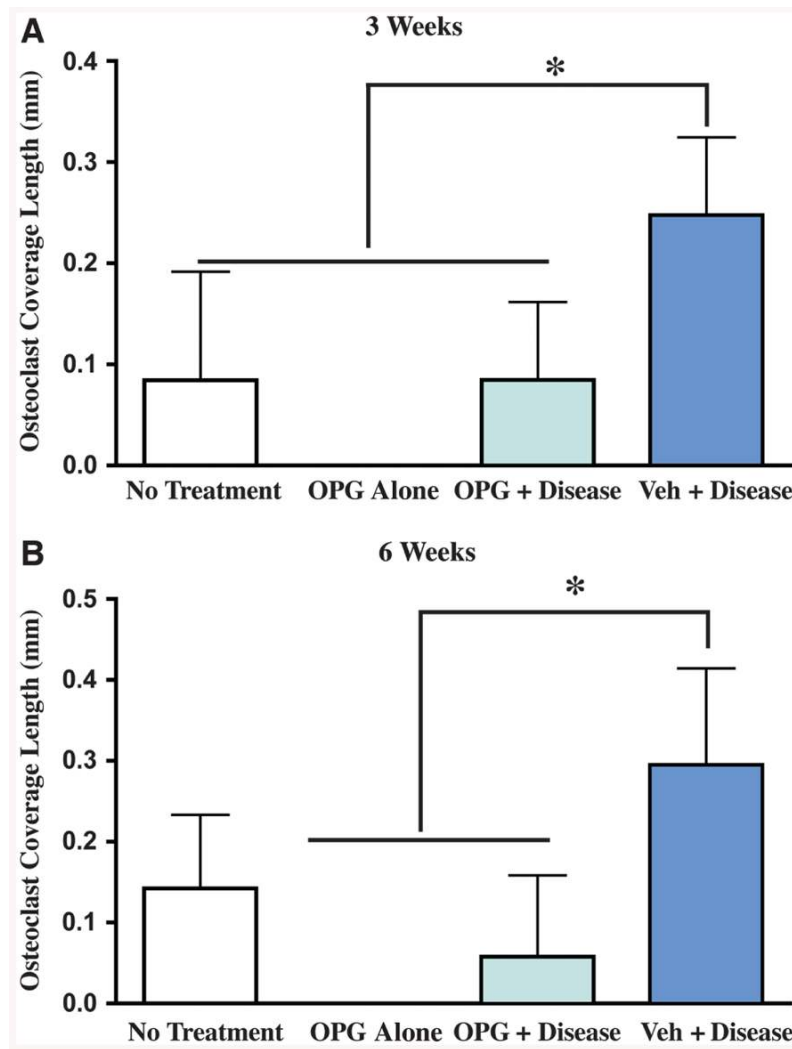 A
3 Weeks
Osteoclast Coverage Length (mm)
0.4
0.3
0.2
0.1
0.0
*
No Treatment OPG Alone OPG + Disease Veh + Disease
B
6 Weeks
Osteoclast Coverage Length (mm)
0.5
0.4
0.3
0.2
0.1
0.0
*
No Treatment OPG Alone OPG + Disease Veh + Disease